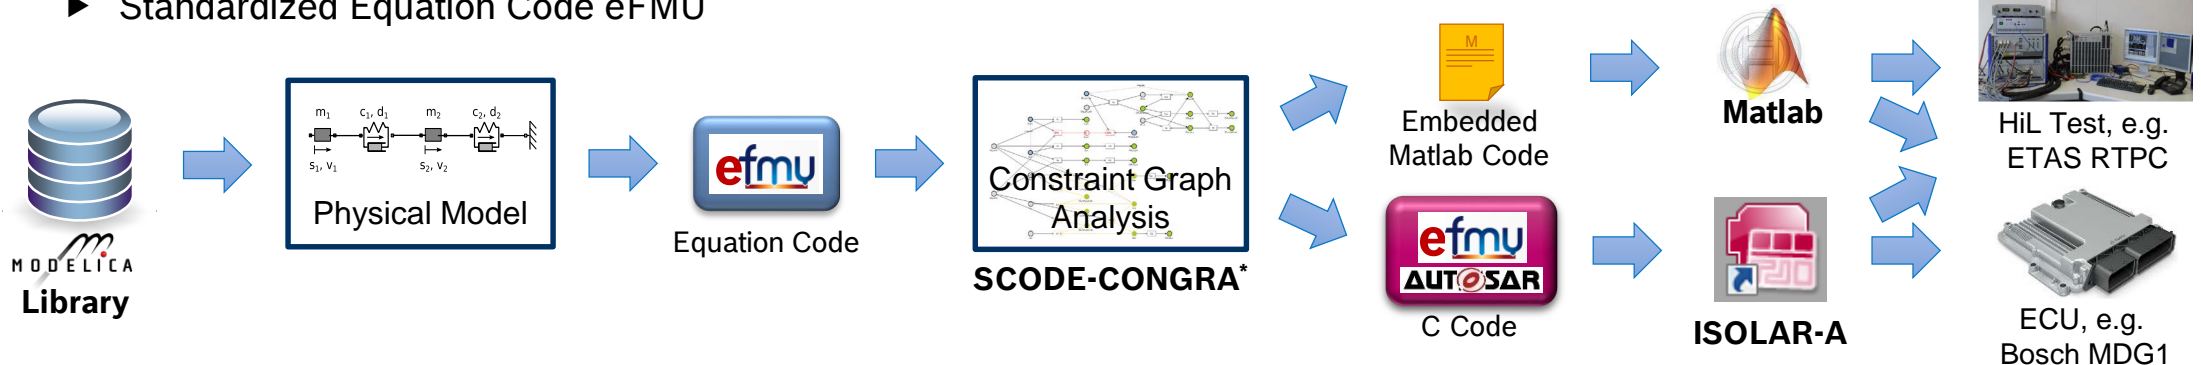 ▶ Standardized Equation Code eFMU
MODELICA
Library
m1 c1, d1 m2 c2, d2
s1, v1 s2, v2
Physical Model
efmu
Equation Code
Constraint Graph
Analysis
SCODE-CONGRA*
M
Embedded
Matlab Code
efmu
AUTOSAR
C Code
Matlab
ISOLAR-A
HiL Test, e.g.
ETAS RTPC
ECU, e.g.
Bosch MDG1